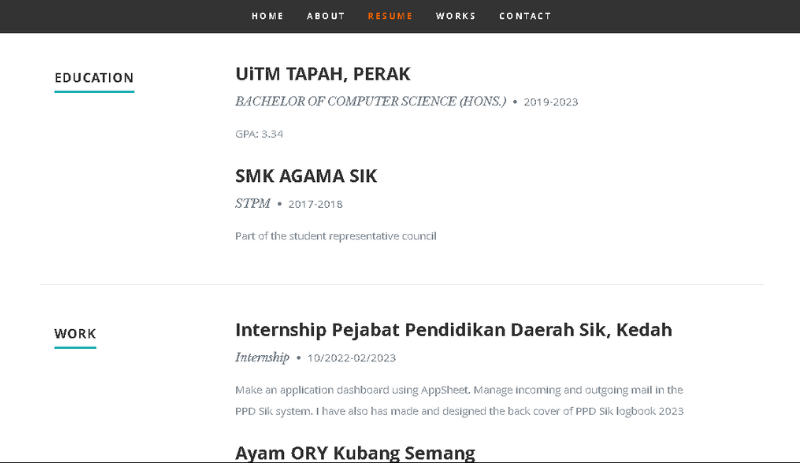 HOME ABOUT RESUME WORKS CONTACT
EDUCATION
UiTM TAPAH, PERAK
BACHELOR OF COMPUTER SCIENCE (HONS.) • 2019-2023
GPA: 3.34
SMK AGAMA SIK
STPM • 2017-2018
Part of the student representative council
WORK
Internship Pejabat Pendidikan Daerah Sik, Kedah
Internship • 10/2022-02/2023
Make an application dashboard using AppSheet. Manage incoming and outgoing mail in the
PPD Sik system. I have also has made and designed the back cover of PPD Sik logbook 2023
Ayam ORY Kubang Semang